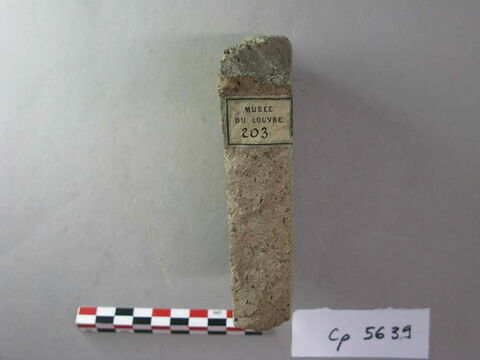 MUSÉE
DU LOUVRE.
203
Cp 5639